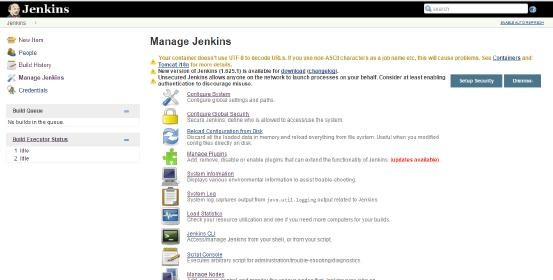 Jenkins
search
Jenkins
ENABLE AUTO REFRESH
New Item
People
Build History
Manage Jenkins
Credentials
Build Queue
No builds in the queue.
Build Executor Status
1 Idle
2 Idle
Manage Jenkins
Your container doesn't use UTF-8 to decode URLs. If you use non-ASCII characters as a job name etc, this will cause problems. See Containers and
Tomcat i18n for more details.
New version of Jenkins (1.625.1) is available for download (changelog).
Unsecured Jenkins allows anyone on the network to launch processes on your behalf. Consider at least enabling
authentication to discourage misuse.
Setup Security
Dismiss
Configure System
Configure global settings and paths.
Configure Global Security
Secure Jenkins; define who is allowed to access/use the system.
Reload Configuration from Disk
Discard all the loaded data in memory and reload everything from file system. Useful when you modified
config files directly on disk.
Manage Plugins
Add, remove, disable or enable plugins that can extend the functionality of Jenkins. (updates available)
System Information
Displays various environmental information to assist trouble-shooting.
System Log
System log captures output from java.util.logging output related to Jenkins.
Load Statistics
Check your resource utilization and see if you need more computers for your builds.
Jenkins CLI
Access/manage Jenkins from your shell, or from your script.
Script Console
Executes arbitrary script for administration/trouble-shooting/diagnostics.
Manage Nodes